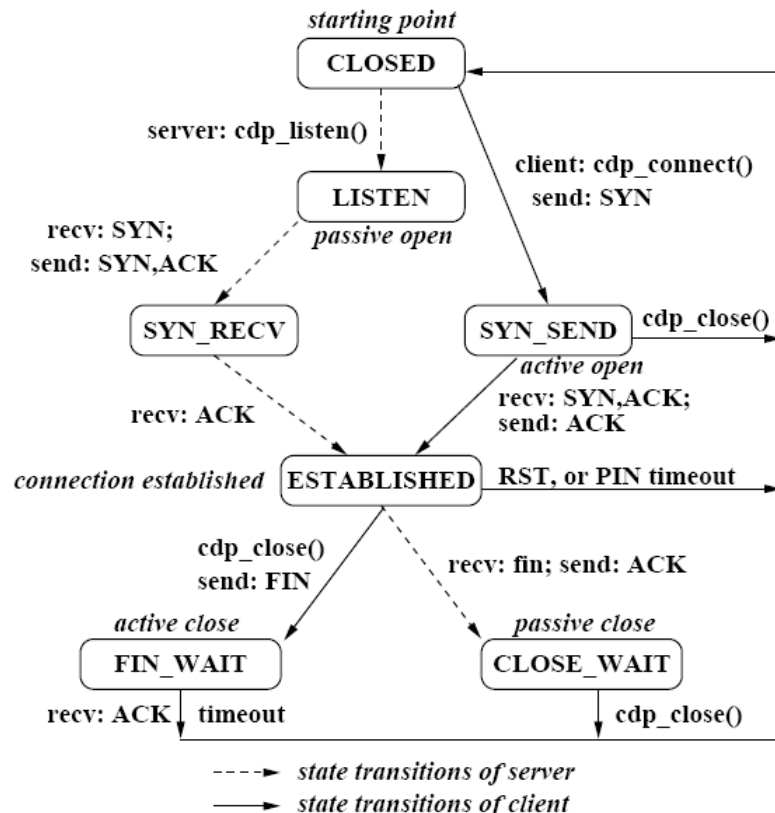 starting point
CLOSED
server: cdp_listen()
client: cdp_connect()
send: SYN
LISTEN
passive open
recv: SYN;
send: SYN,ACK
SYN_RECV
SYN_SEND
cdp_close()
active open
recv: SYN,ACK;
send: ACK
recv: ACK
connection established
ESTABLISHED
RST, or PIN timeout
cdp_close()
send: FIN
recv: fin; send: ACK
active close
passive close
FIN_WAIT
CLOSE_WAIT
recv: ACK
timeout
cdp_close()
state transitions of server
state transitions of client